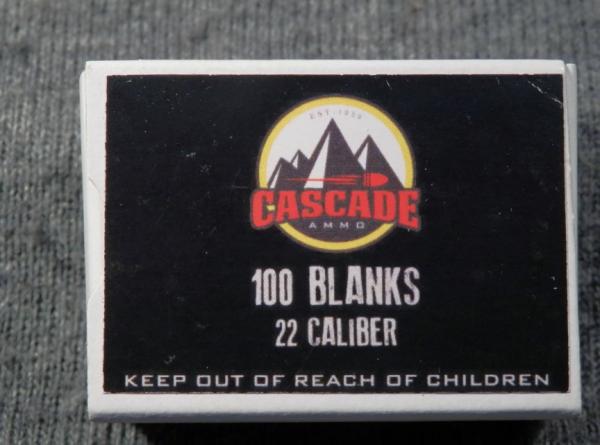 EST. 1959
CASCADE
AMMO
100 BLANKS
22 CALIBER
KEEP OUT OF REACH OF CHILDREN